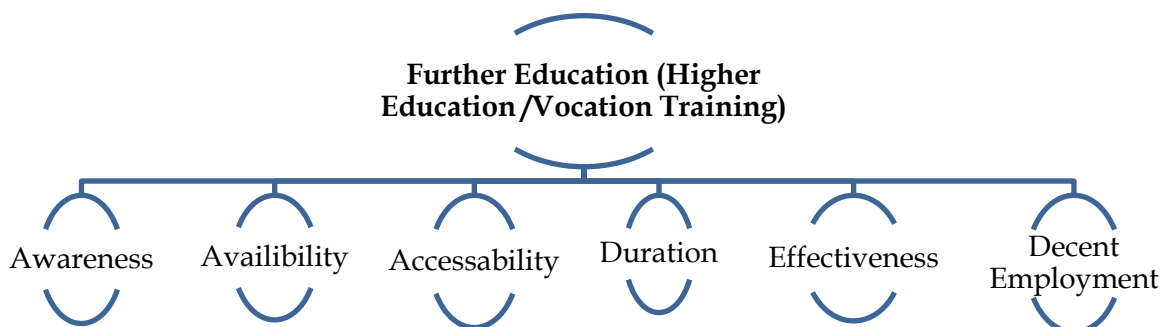 Further Education (Higher
Education/Vocation Training)
Awareness
Availibility
Accessability
Duration
Effectiveness
Decent
Employment